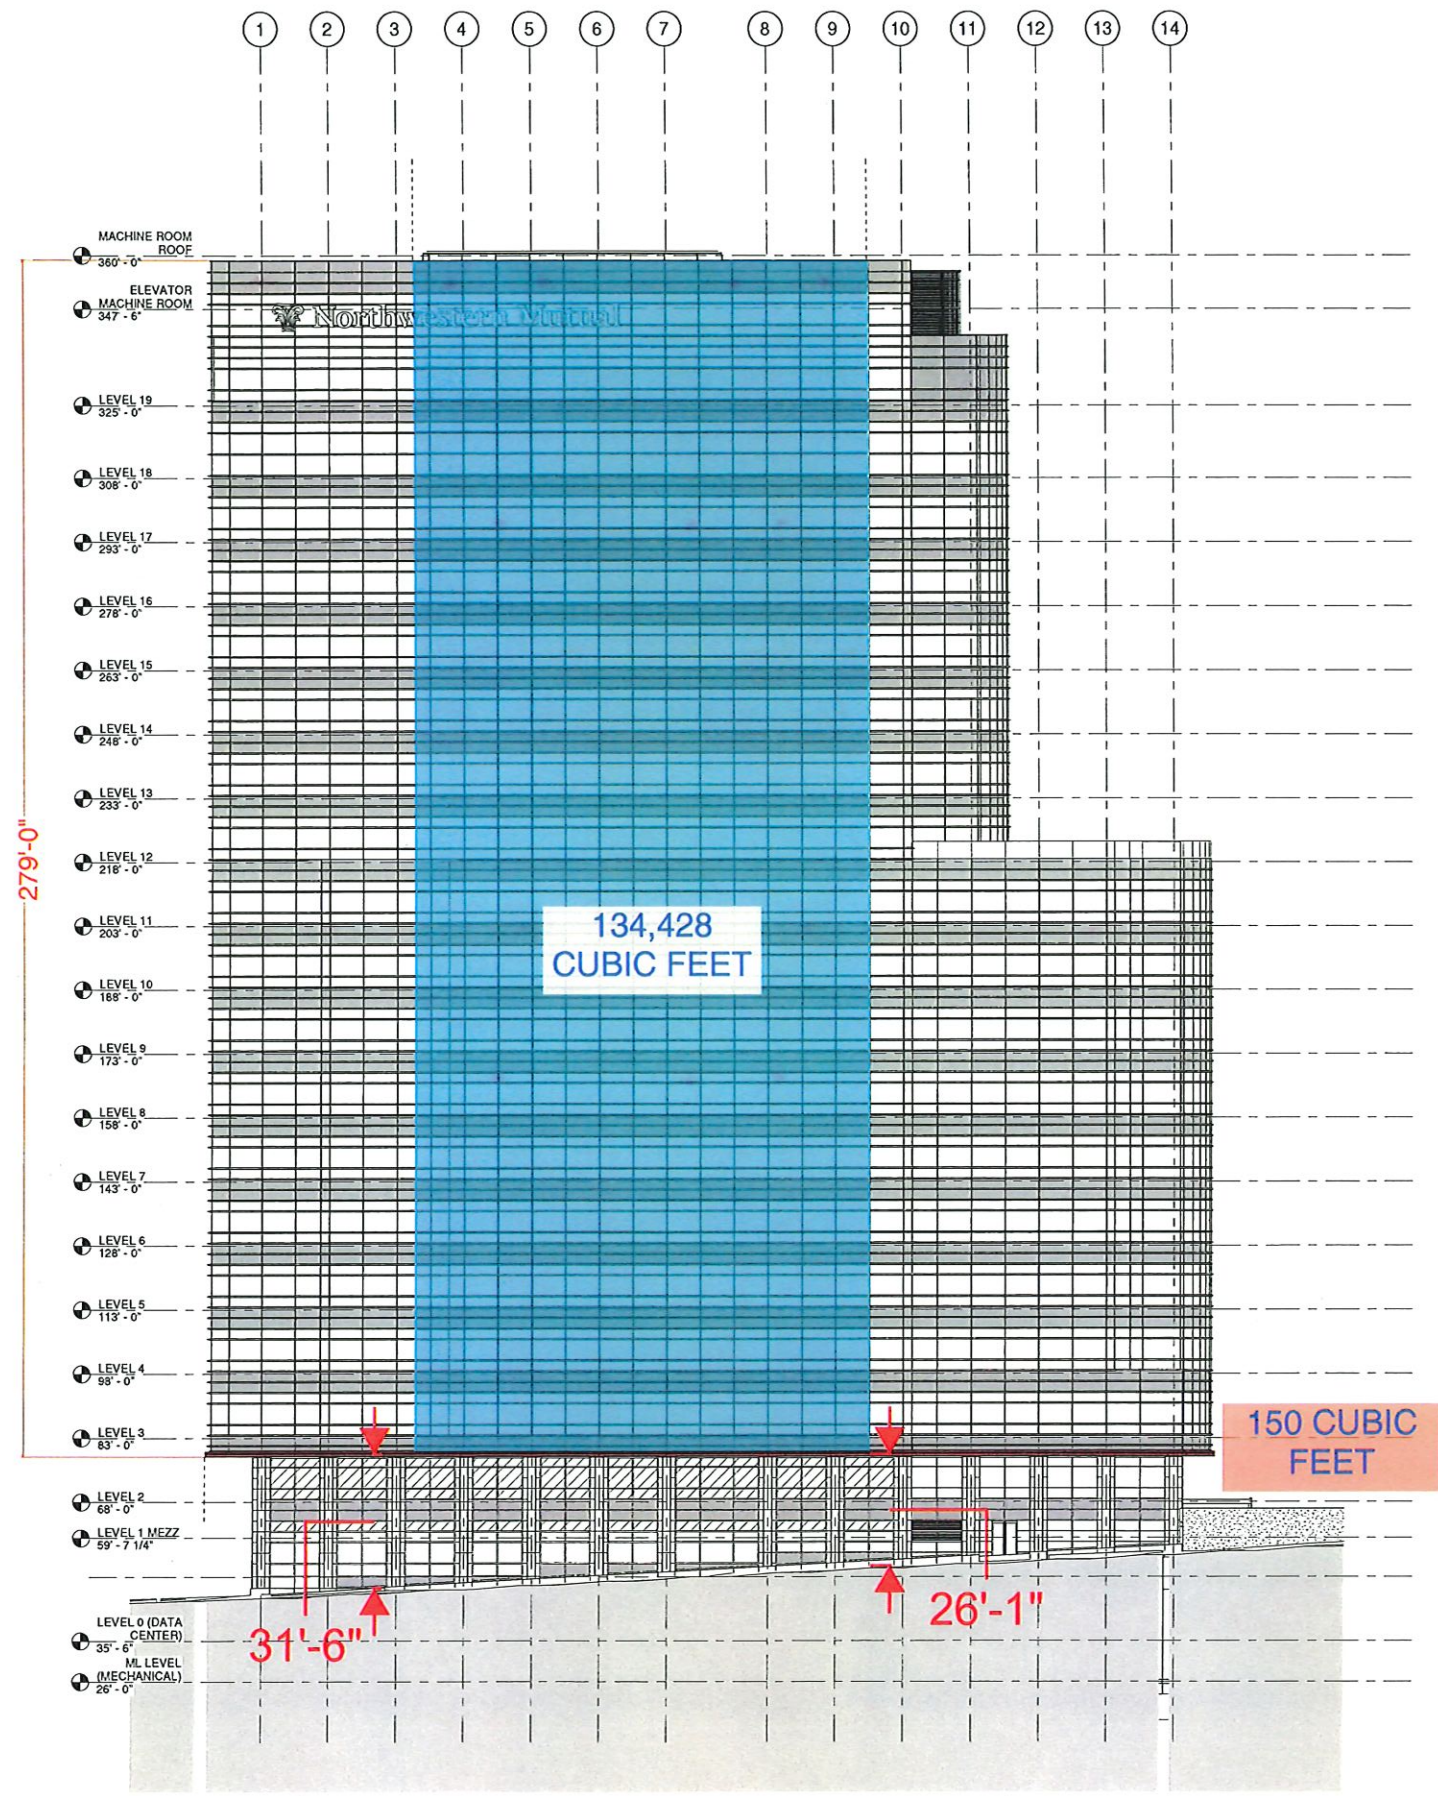 1 2 3 4 5 6 7 8 9 10 11 12 13 14
MACHINE ROOM
ROOF
360' - 0"
ELEVATOR
MACHINE ROOM
347' - 6"
Northwestern Mutual
LEVEL 19
325' - 0"
LEVEL 18
308' - 0"
LEVEL 17
293' - 0"
LEVEL 16
278' - 0"
LEVEL 15
263' - 0"
LEVEL 14
248' - 0"
LEVEL 13
233' - 0"
LEVEL 12
218' - 0"
279'-0"
LEVEL 11
203' - 0"
134,428
CUBIC FEET
LEVEL 10
188' - 0"
LEVEL 9
173' - 0"
LEVEL 8
158' - 0"
LEVEL 7
143' - 0"
LEVEL 6
128' - 0"
LEVEL 5
113' - 0"
LEVEL 4
98' - 0"
LEVEL 3
83' - 0"
150 CUBIC
FEET
LEVEL 2
68' - 0"
LEVEL 1 MEZZ
59' - 7 1/4"
26'-1"
31'-6"
LEVEL 0 (DATA
CENTER)
35' - 6"
ML LEVEL
(MECHANICAL)
26' - 0"